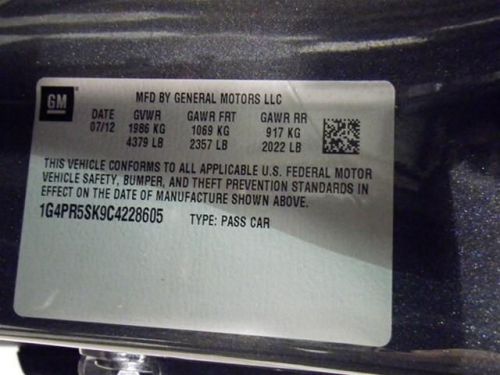 GM
MFD BY GENERAL MOTORS LLC
DATE GVWR GAWR FRT GAWR RR
07/12 1986 KG 1069 KG 917 KG
4379 LB 2357 LB 2022 LB
THIS VEHICLE CONFORMS TO ALL APPLICABLE U.S. FEDERAL MOTOR
VEHICLE SAFETY, BUMPER, AND THEFT PREVENTION STANDARDS IN
EFFECT ON THE DATE OF MANUFACTURE SHOWN ABOVE.
1G4PR5SK9C4228605 TYPE: PASS CAR